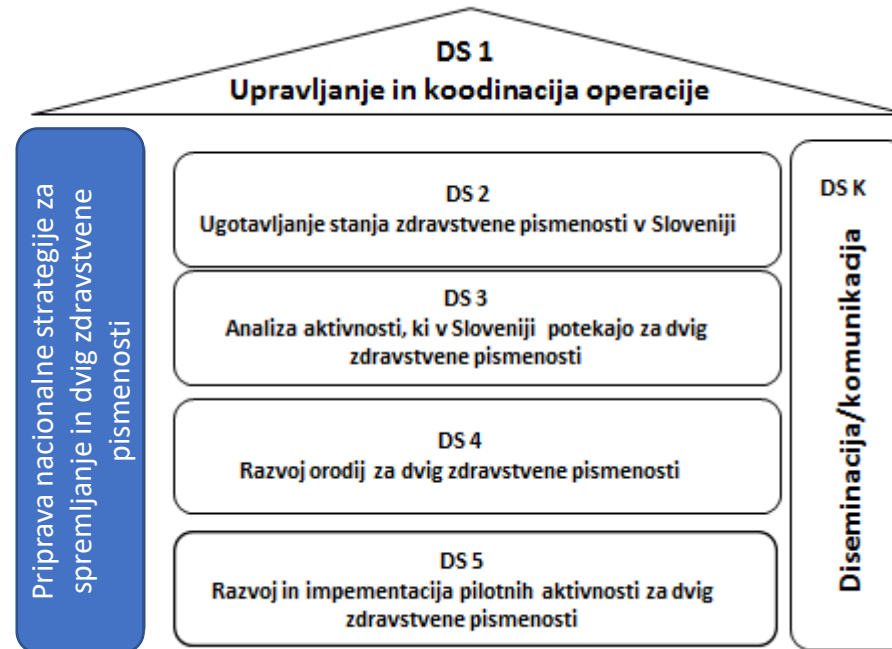 DS 1
Upravljanje in koodinacija operacije
Priprava nacionalne strategije za
spremljanje in dvig zdravstvene
pismenosti
DS 2
Ugotavljanje stanja zdravstvene pismenosti v Sloveniji
DS 3
Analiza aktivnosti, ki v Sloveniji potekajo za dvig
zdravstvene pismenosti
DS 4
Razvoj orodij za dvig zdravstvene pismenosti
DS 5
Razvoj in impementacija pilotnih aktivnosti za dvig
zdravstvene pismenosti
DS K
Diseminacija/komunikacija